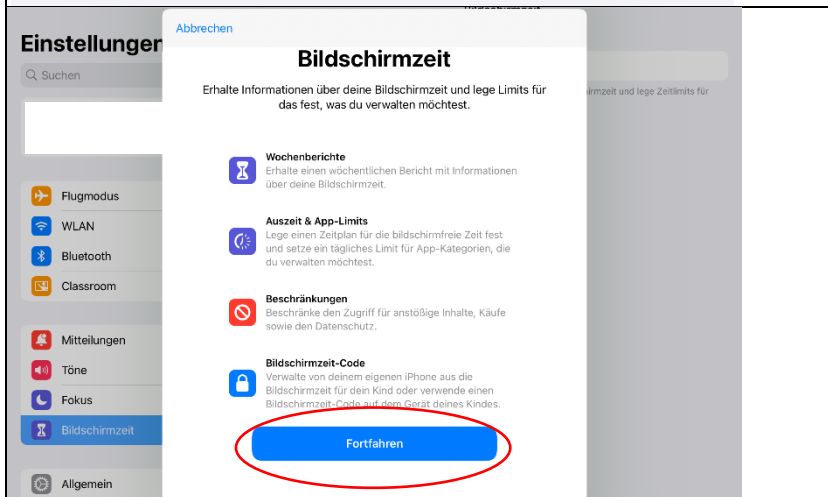 Einstellungen
Suchen
Flugmodus
WLAN
Bluetooth
Classroom
Mitteilungen
Töne
Fokus
Bildschirmzeit
Allgemein
Abbrechen
Bildschirmzeit
Erhalte Informationen über deine Bildschirmzeit und lege Limits für
das fest, was du verwalten möchtest.
Wochenberichte
Erhalte einen wöchentlichen Bericht mit Informationen
über deine Bildschirmzeit.
Auszeit & App-Limits
Lege einen Zeitplan für die bildschirmfreie Zeit fest
und setze ein tägliches Limit für App-Kategorien, die
du verwalten möchtest.
Beschränkungen
Beschränke den Zugriff für anstößige Inhalte, Käufe
sowie den Datenschutz.
Bildschirmzeit-Code
Verwalte von deinem eigenen iPhone aus die
Bildschirmzeit für dein Kind oder verwende einen
Bildschirmzeit-Code auf dem Gerät deines Kindes.
Fortfahren
irmzeit und lege Zeitlimits für